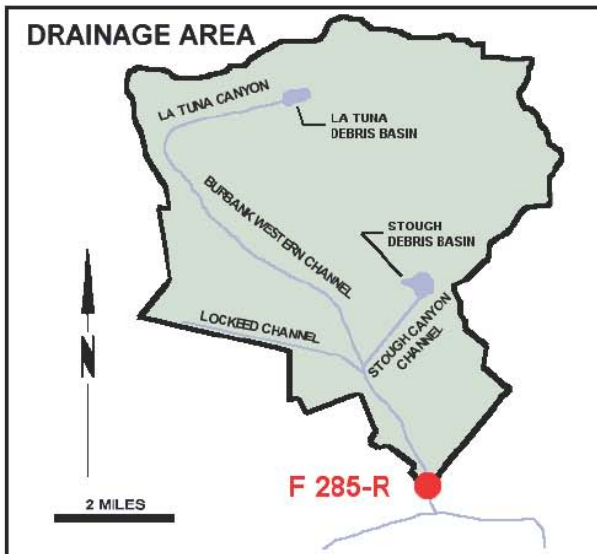 DRAINAGE AREA
LA TUNA CANYON
LA TUNA
DEBRIS BASIN
BURBANK WESTERN CHANNEL
STOUGH
DEBRIS BASIN
LOCKEED CHANNEL
STOUGH CANYON
CHANNEL
N
F 285-R
2 MILES